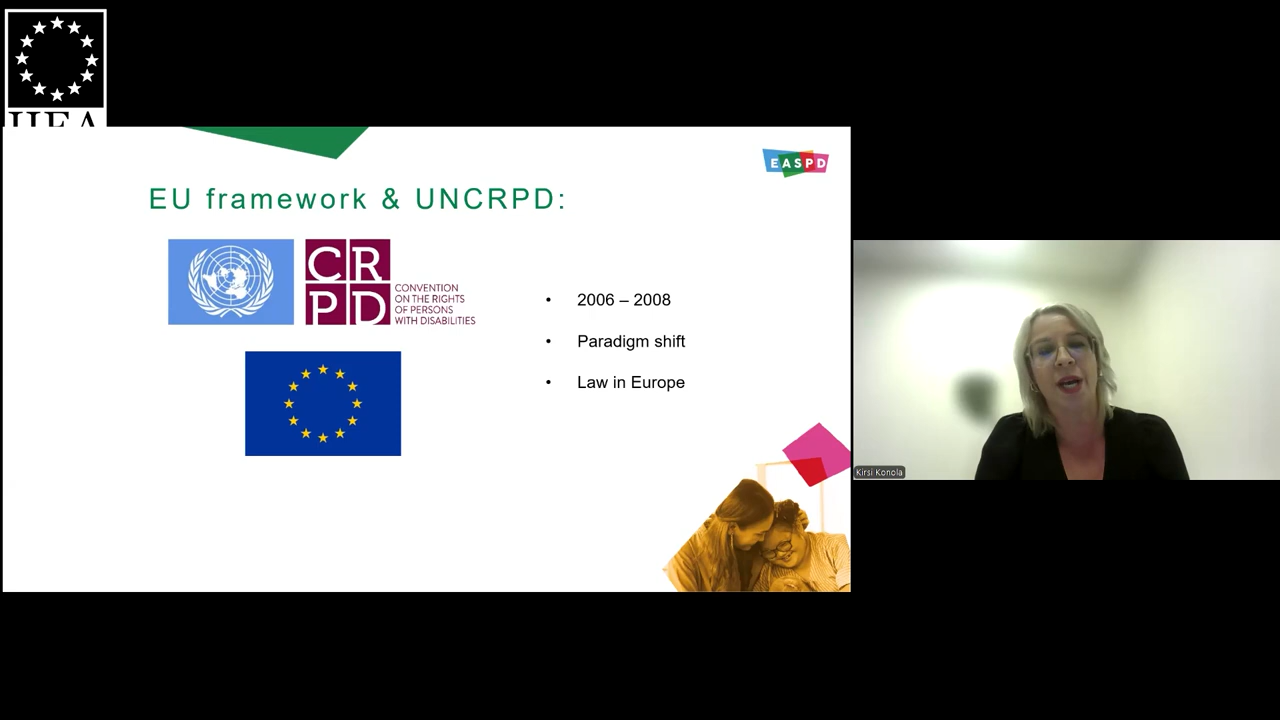 EASPD
EU framework & UNCRPD:
CR
PD
CONVENTION
ON THE RIGHTS
OF PERSONS
WITH DISABILITIES
• 2006 – 2008
• Paradigm shift
• Law in Europe
Kirsi Konola